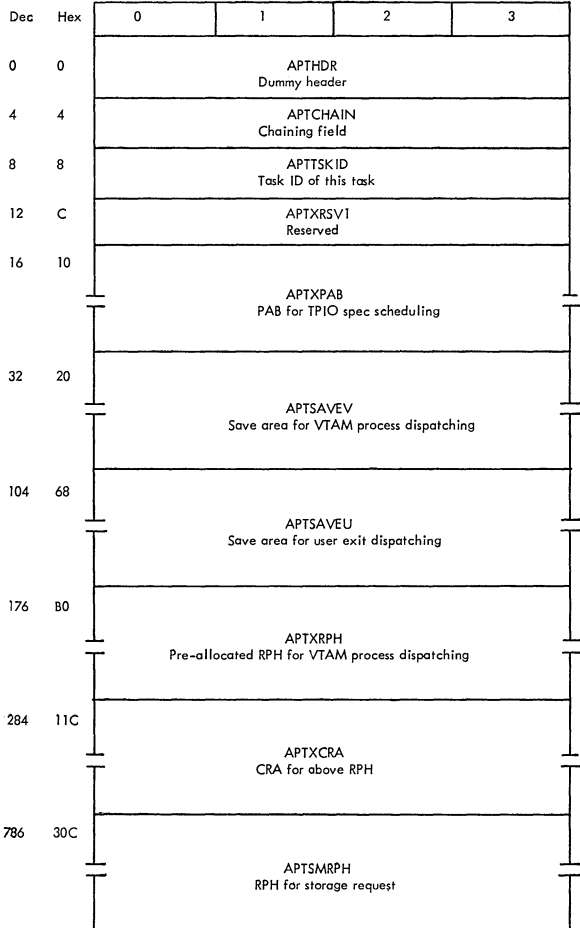 Dec Hex 0 1 2 3
0 0 APTHDR
Dummy header
4 4 APTCHAIN
Chaining field
8 8 APTTSKID
Task ID of this task
12 C APTXRSV1
Reserved
16 10
APTXPAB
PAB for TPIO spec scheduling
32 20
APTSAVEV
Save area for VTAM process dispatching
104 68
APTSAVEU
Save area for user exit dispatching
176 B0
APTXRPH
Pre-allocated RPH for VTAM process dispatching
284 11C
APTXCRA
CRA for above RPH
786 30C
APTSMRPH
RPH for storage request